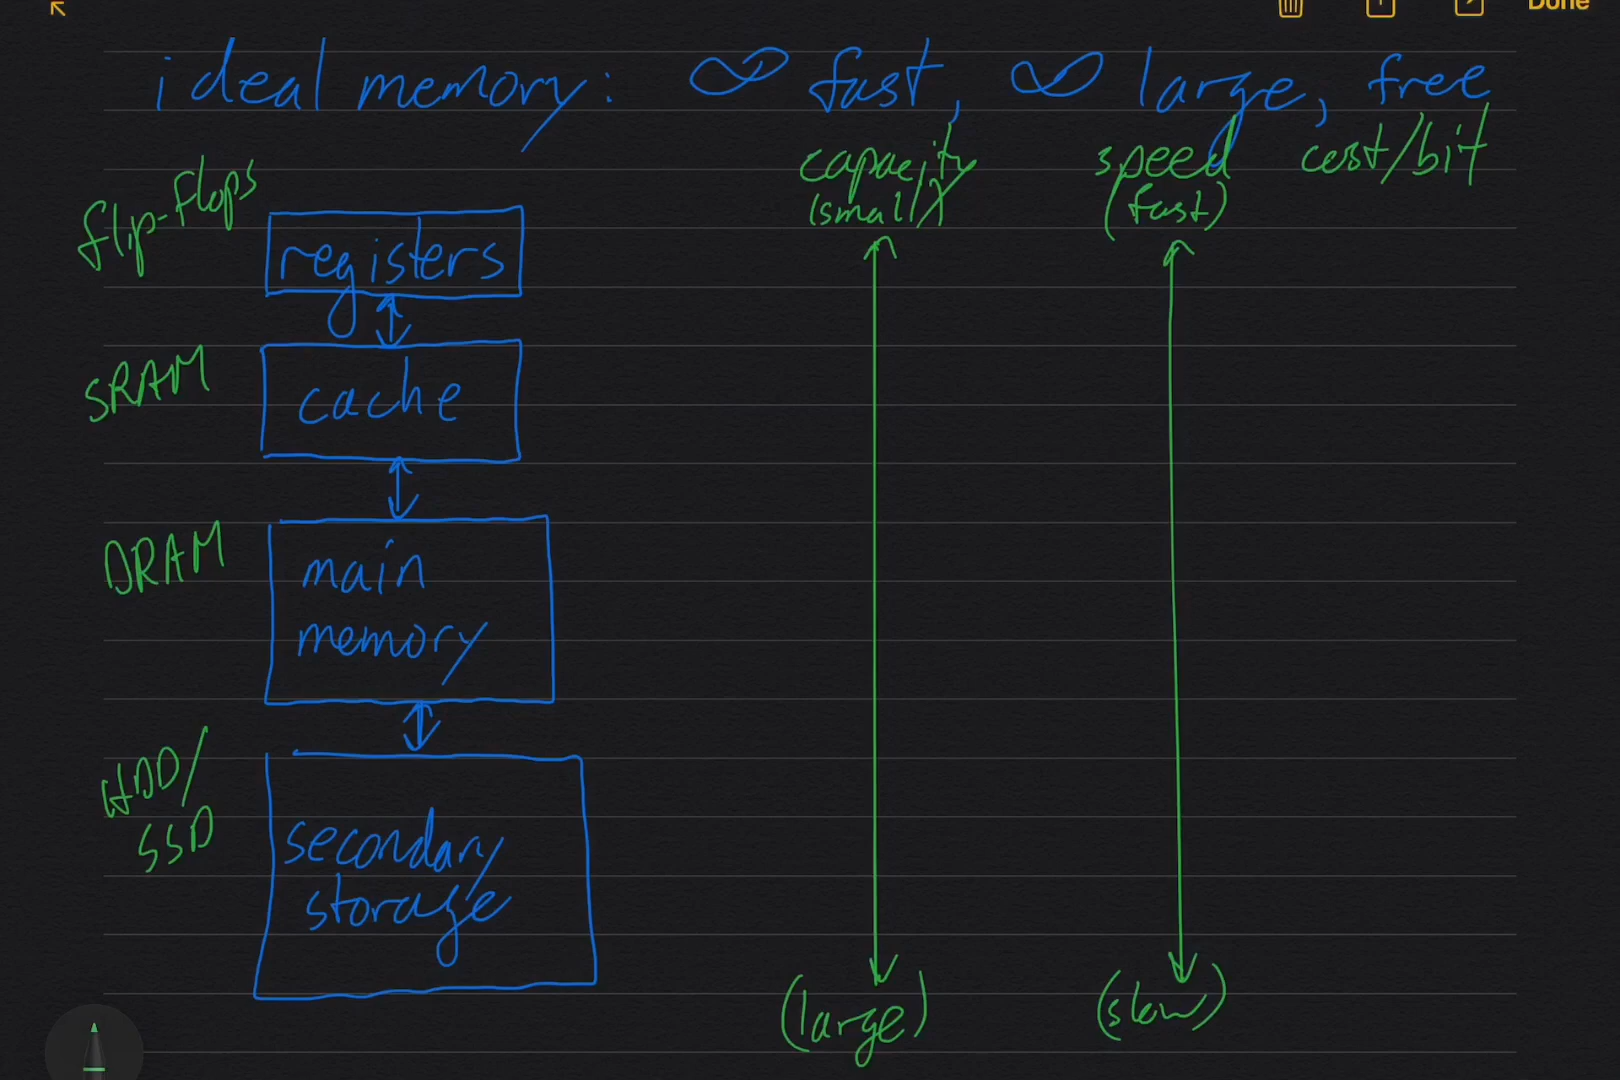 Done
ideal memory: ∞ fast, ∞ large, free
capacity speed cost/bit
(small) (fast)
flip-flops
registers
SRAM
cache
DRAM
main
memory
HDD/
SSD
secondary
storage
(large) (slow)